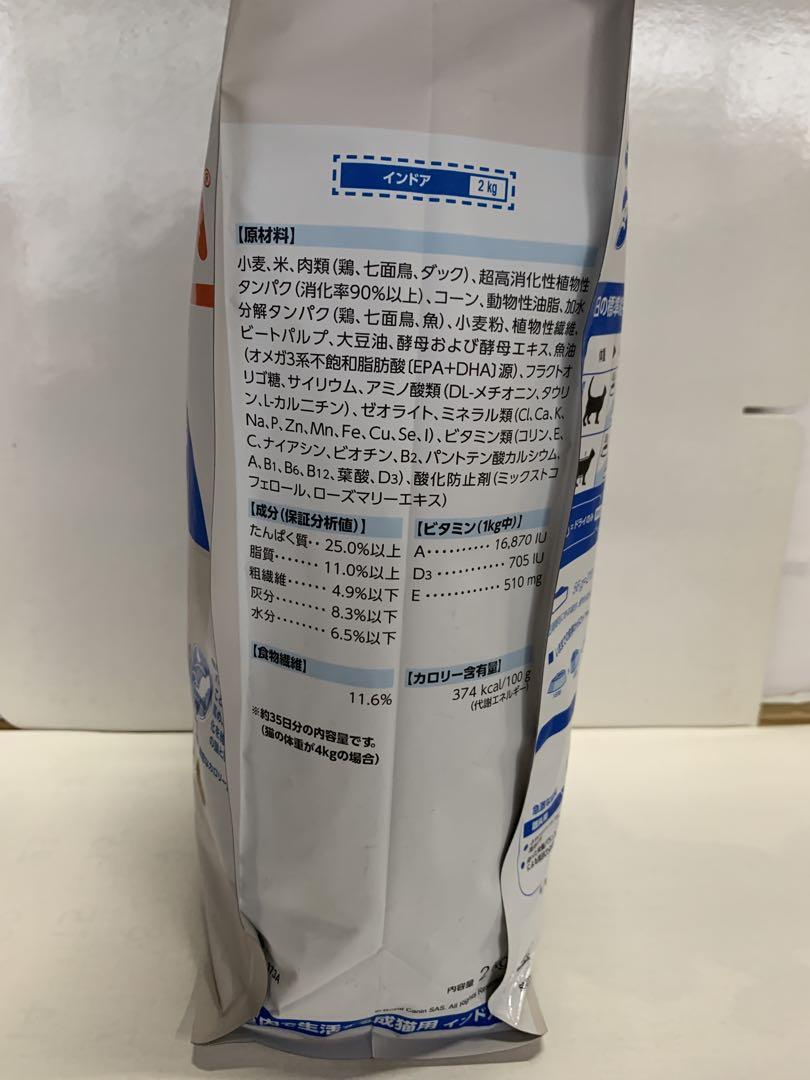 インドア 2 kg
【原材料】
小麦、米、肉類(鶏、七面鳥、ダック)、超高消化性植物性
タンパク(消化率90%以上)、コーン、動物性油脂、加水
分解タンパク(鶏、七面鳥、魚)、小麦粉、植物性繊維、
ビートパルプ、大豆油、酵母および酵母エキス、魚油
(オメガ3系不飽和脂肪酸〔EPA+DHA〕源)、フラクトオ
リゴ糖、サイリウム、アミノ酸類(DL-メチオニン、タウリ
ン、L-カルニチン)、ゼオライト、ミネラル類(Cl、Ca、K、
Na、P、Zn、Mn、Fe、Cu、Se、I)、ビタミン類(コリン、E、
C、ナイアシン、ビオチン、B2、パントテン酸カルシウム、
A、B1、B6、B12、葉酸、D3)、酸化防止剤(ミックストコ
フェロール、ローズマリーエキス)
【成分(保証分析値)】
たんぱく質‥ 25.0%以上
脂質‥‥‥‥ 11.0%以上
粗繊維‥‥‥ 4.9%以下
灰分‥‥‥‥ 8.3%以下
水分‥‥‥‥ 6.5%以下
【ビタミン(1kg中)】
A‥‥‥‥‥ 16,870 IU
D3‥‥‥‥‥‥ 705 IU
E‥‥‥‥‥‥ 510 mg
【食物繊維】
11.6%
【カロリー含有量】
374 kcal/100 g
(代謝エネルギー)
※約35日分の内容量です。
(猫の体重が4kgの場合)
内容量 2
Canin SAS. All Rights
生活 成猫用 インド